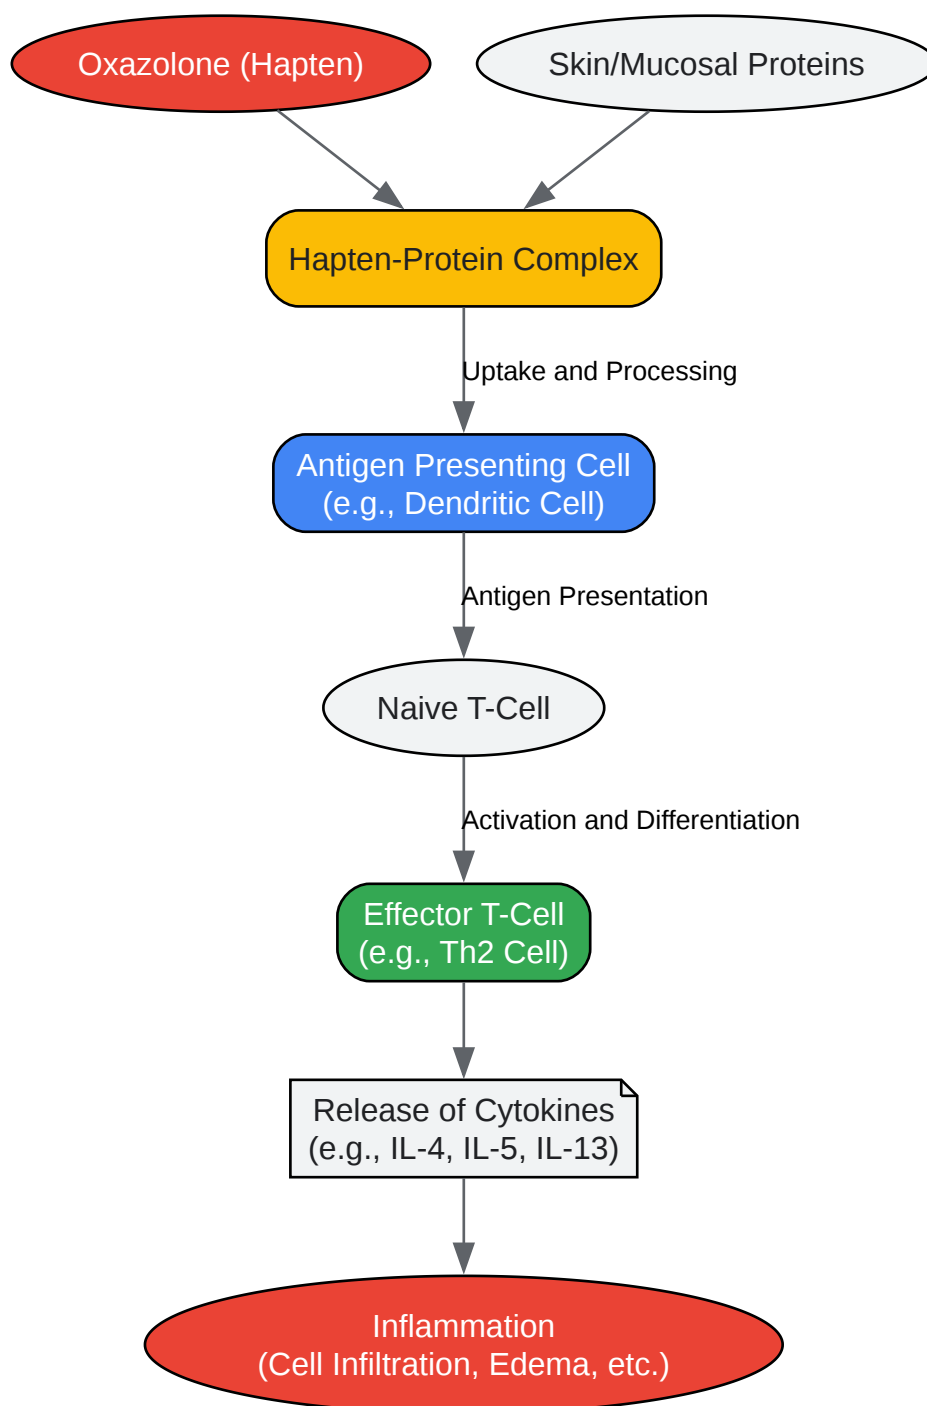 Oxazolone (Hapten)
Skin/Mucosal Proteins
Hapten-Protein Complex
Uptake and Processing
Antigen Presenting Cell
(e.g., Dendritic Cell)
Antigen Presentation
Naive T-Cell
Activation and Differentiation
Effector T-Cell
(e.g., Th2 Cell)
Release of Cytokines
(e.g., IL-4, IL-5, IL-13)
Inflammation
(Cell Infiltration, Edema, etc.)